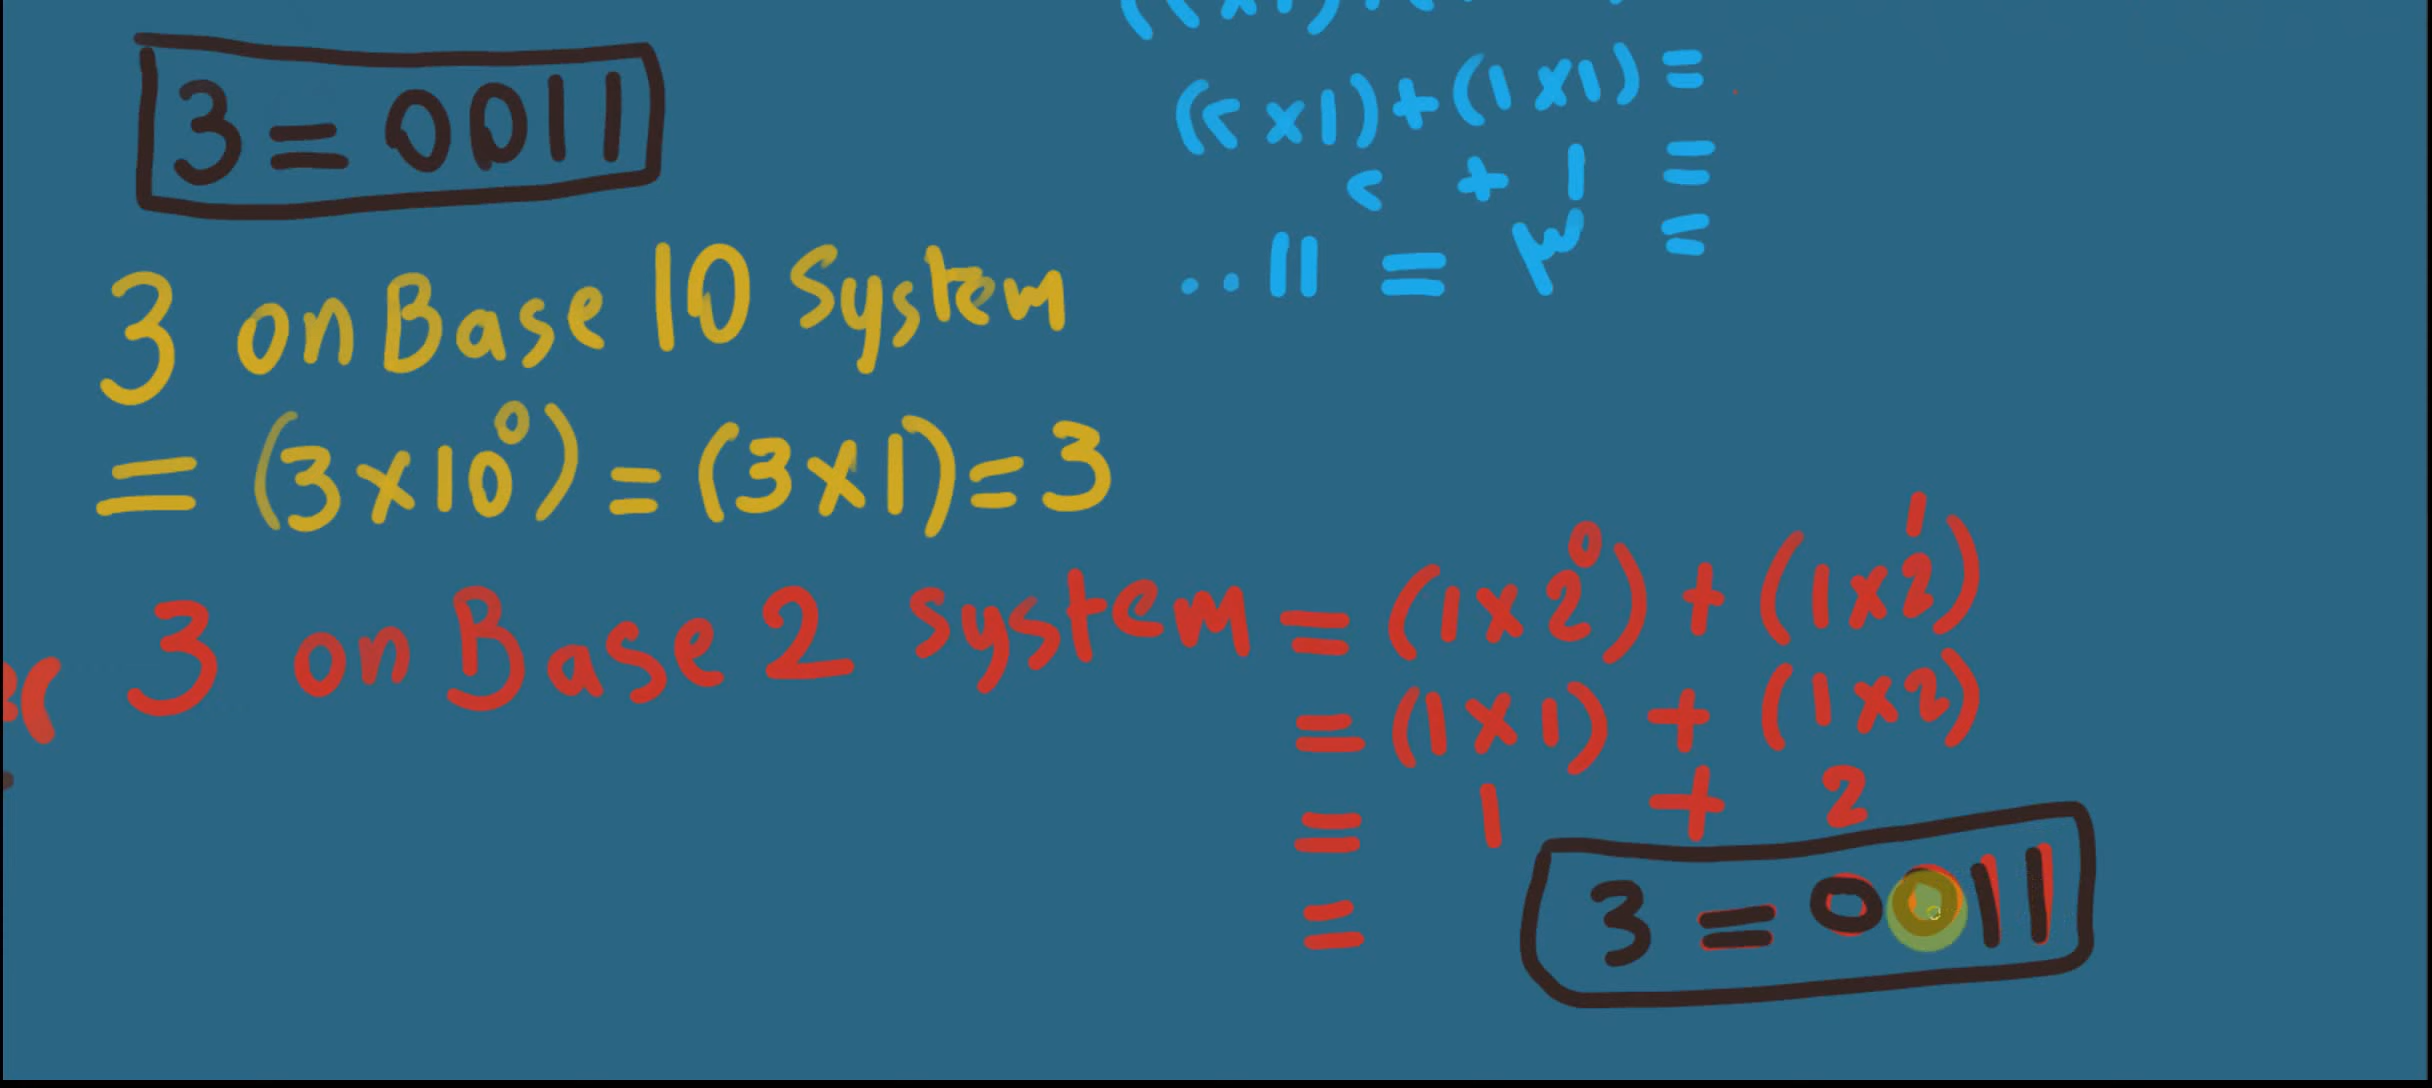 3 = 0011
(٢×١)+(١×١) =
٢ + ١ =
٠٠١١ = ٣ =
3 on Base 10 System
= (3×10⁰) = (3×1) = 3
3 on Base 2 system = (1×2⁰) + (1×2¹)
= (1×1) + (1×2)
= 1 + 2
= 3 = 0011